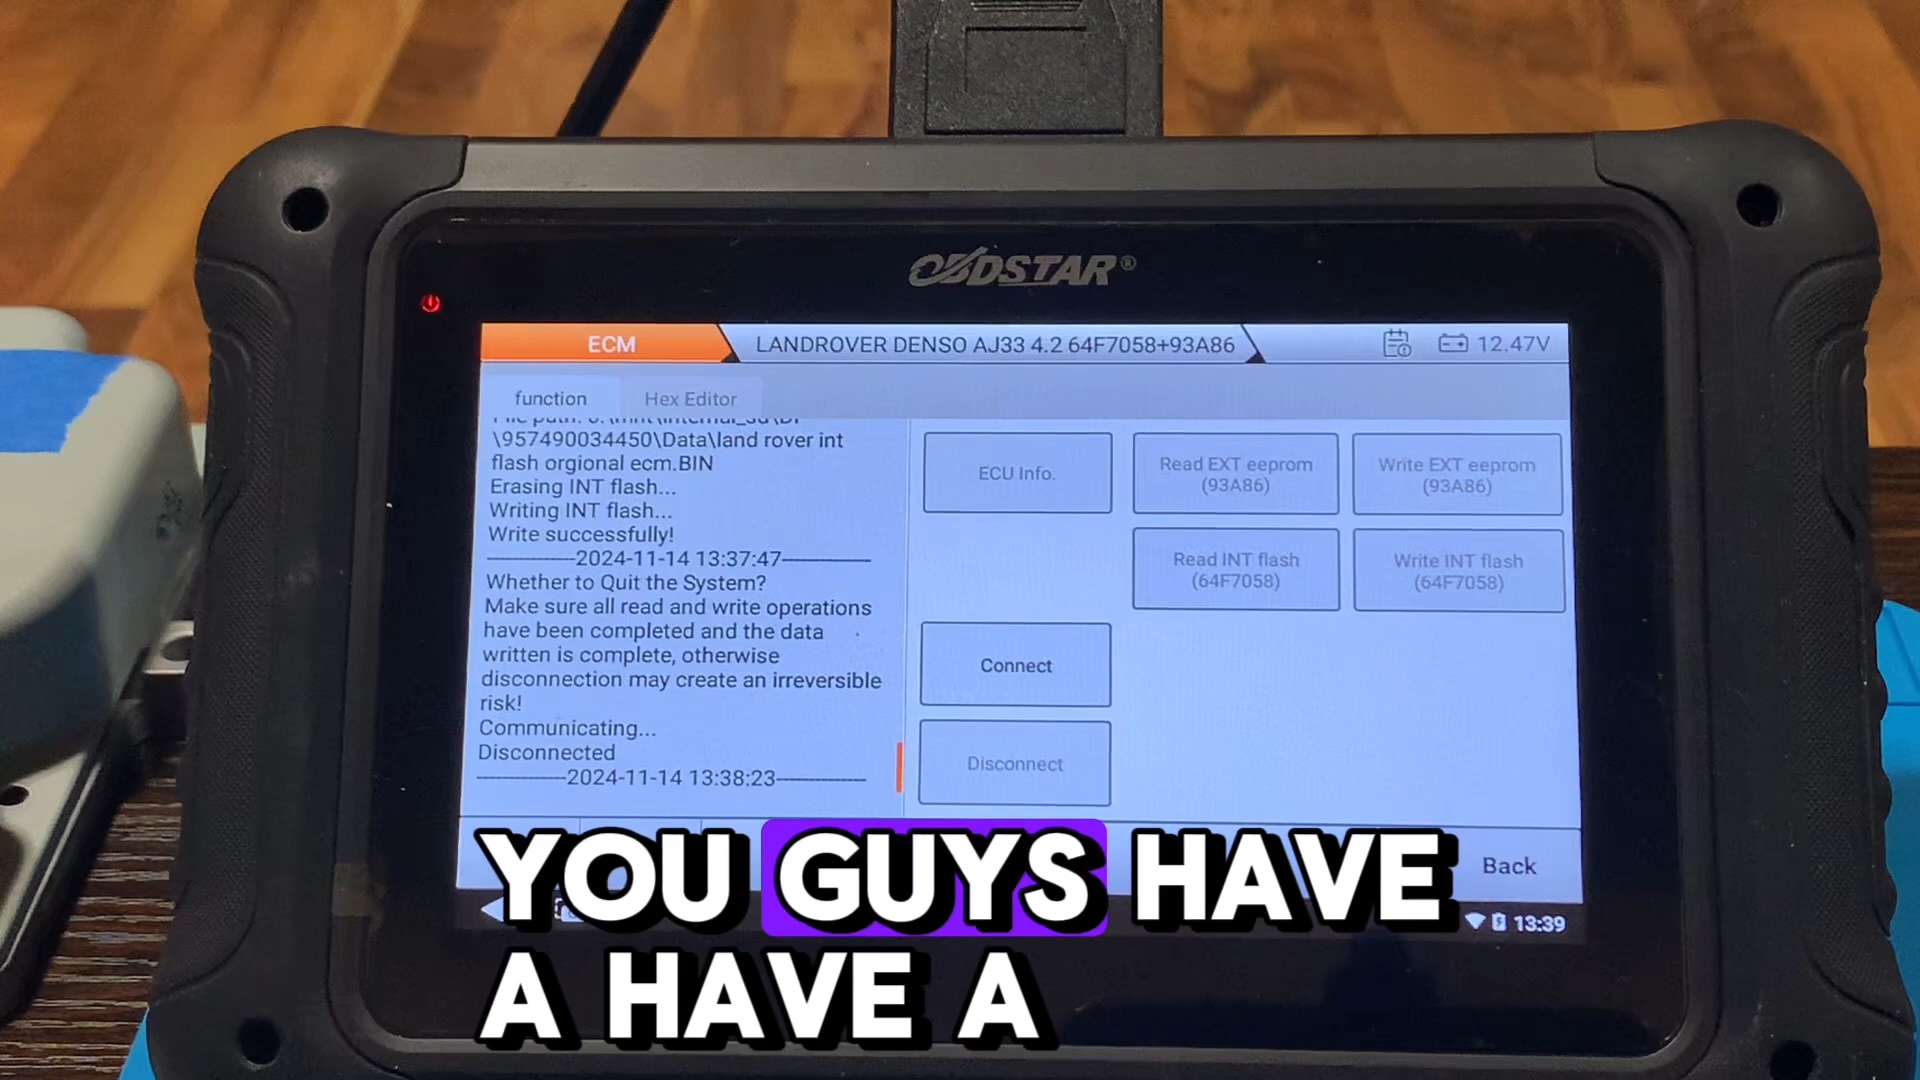 OBDSTAR®
ECM
LANDROVER DENSO AJ33 4.2 64F7058+93A86
12.47V
function
Hex Editor
\957490034450\Data\land rover int
flash orgional ecm.BIN
Erasing INT flash...
Writing INT flash...
Write successfully!
2024-11-14 13:37:47
Whether to Quit the System?
Make sure all read and write operations
have been completed and the data
written is complete, otherwise
disconnection may create an irreversible
risk!
Communicating...
Disconnected
2024-11-14 13:38:23
ECU Info.
Read EXT eeprom
(93A86)
Write EXT eeprom
(93A86)
Read INT flash
(64F7058)
Write INT flash
(64F7058)
Connect
Disconnect
Back
13:39
YOU GUYS HAVE
A HAVE A